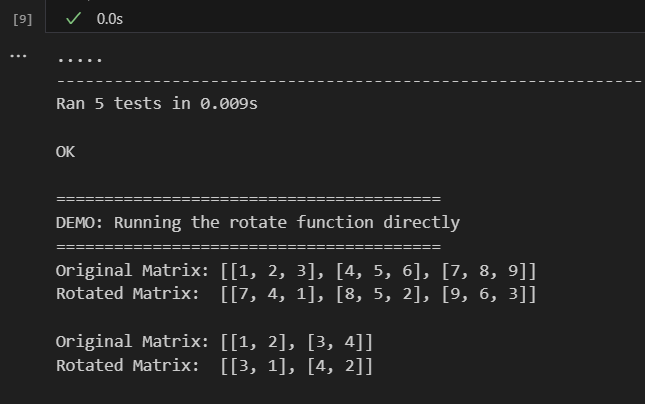 [9] ✓ 0.0s
... .....
----------------------------------------------------------------------
Ran 5 tests in 0.009s
OK
========================================
DEMO: Running the rotate function directly
========================================
Original Matrix: [[1, 2, 3], [4, 5, 6], [7, 8, 9]]
Rotated Matrix:  [[7, 4, 1], [8, 5, 2], [9, 6, 3]]
Original Matrix: [[1, 2], [3, 4]]
Rotated Matrix:  [[3, 1], [4, 2]]